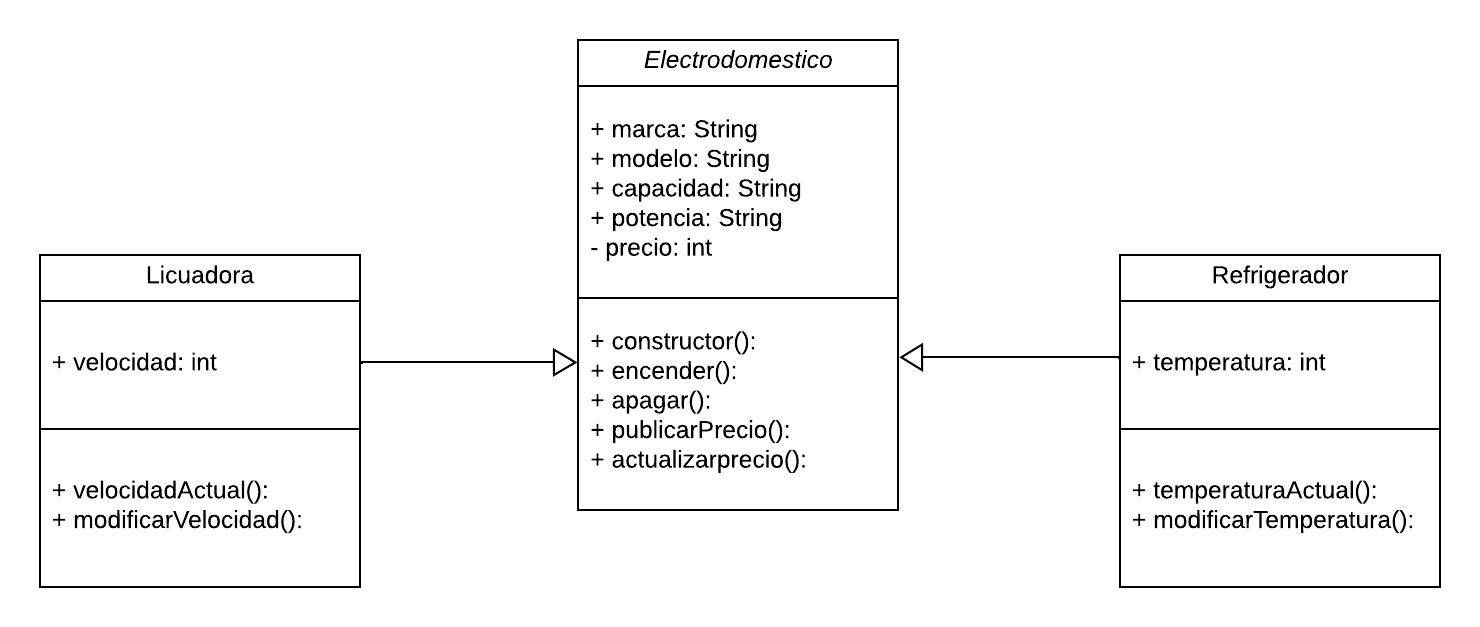 Electrodomestico
+ marca: String
+ modelo: String
+ capacidad: String
+ potencia: String
- precio: int
+ constructor():
+ encender():
+ apagar():
+ publicarPrecio():
+ actualizarprecio():
Licuadora
+ velocidad: int
+ velocidadActual():
+ modificarVelocidad():
Refrigerador
+ temperatura: int
+ temperaturaActual():
+ modificarTemperatura():